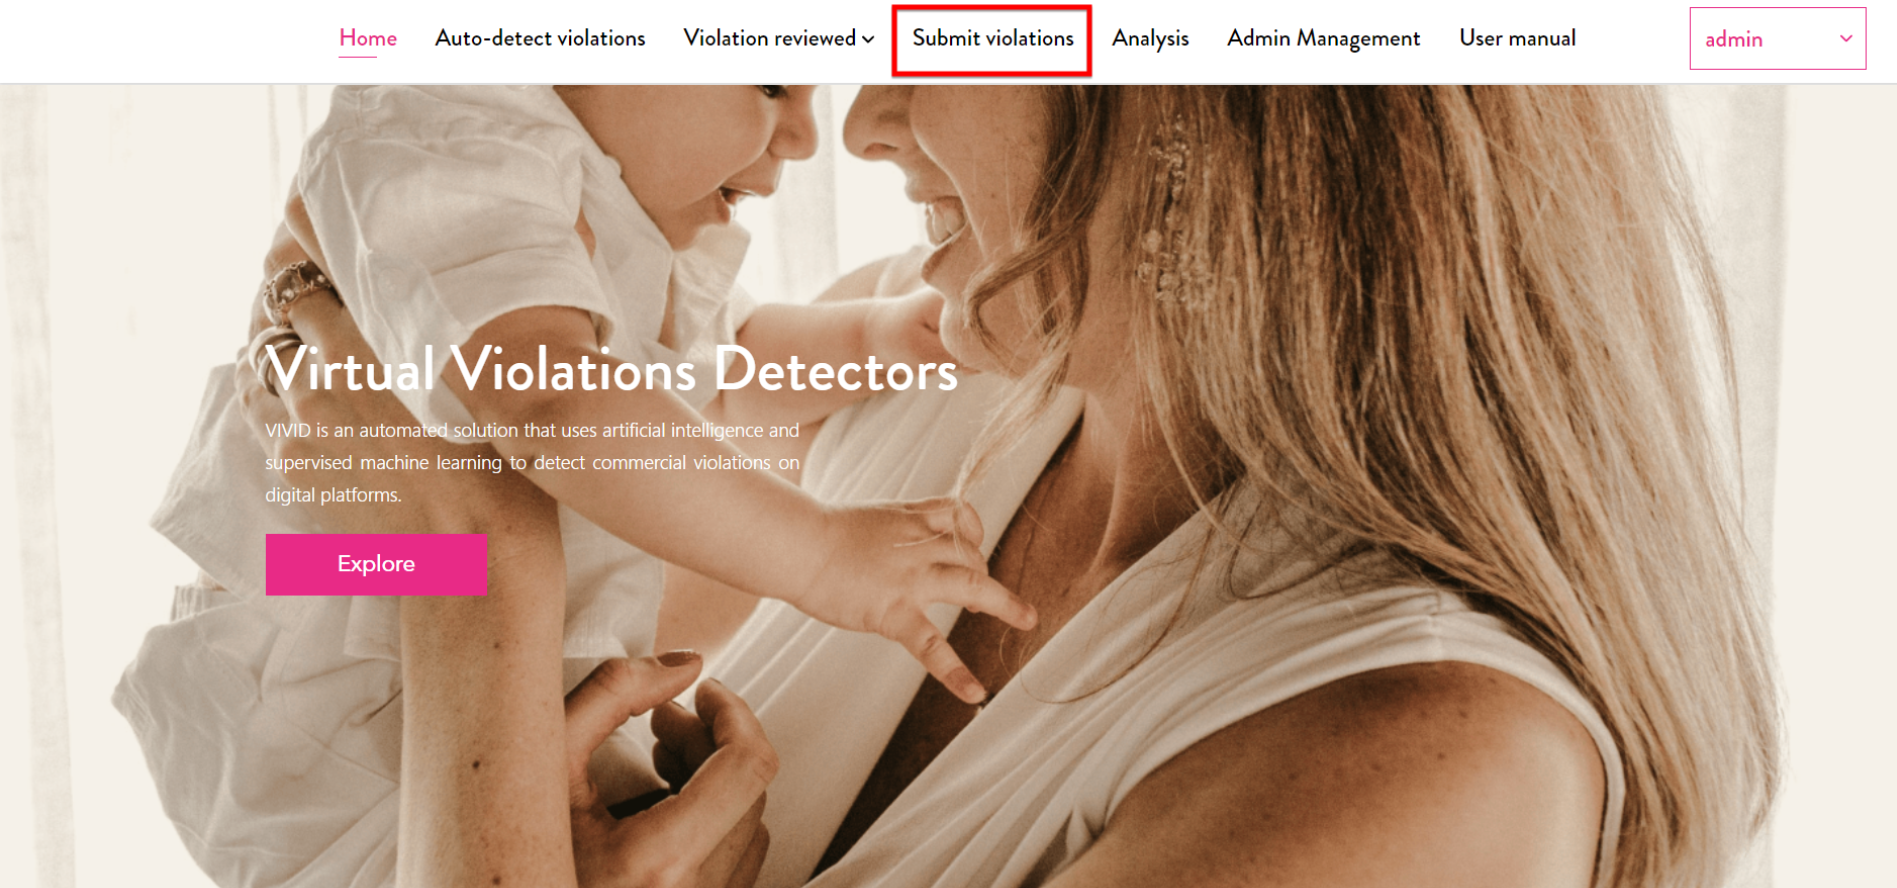 Home Auto-detect violations Violation reviewed Submit violations Analysis Admin Management User manual admin
Virtual Violations Detectors
VIVID is an automated solution that uses artificial intelligence and
supervised machine learning to detect commercial violations on
digital platforms.
Explore